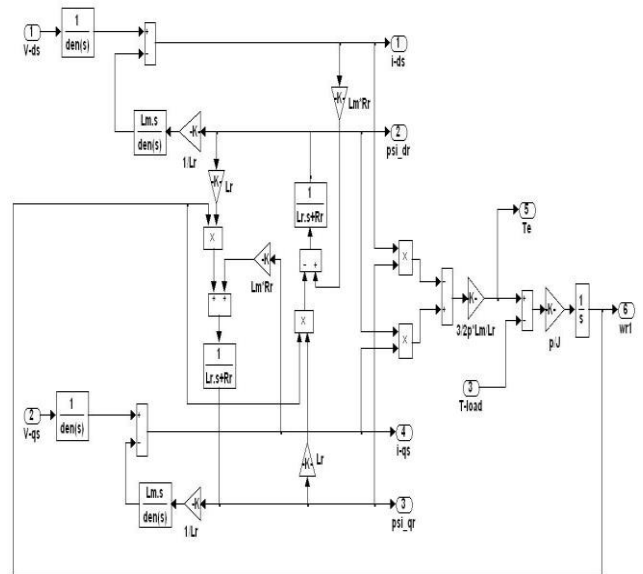 1
V-ds
1
den(s)
+
−
1
i-ds
-K-
Lm*Rr
Lm.s
den(s)
-K-
1/Lr
2
psi_dr
-K-
Lr
1
Lr.s+Rr
X
- +
-K-
Lm*Rr
+ +
X
1
Lr.s+Rr
X
X
−
+
K-
3/2p*Lm/Lr
5
Te
+
−
-K-
p/J
1
s
6
wr1
3
T-load
2
V-qs
1
den(s)
+
−
4
i-qs
-K-
Lr
Lm.s
den(s)
-K-
1/Lr
3
psi_qr